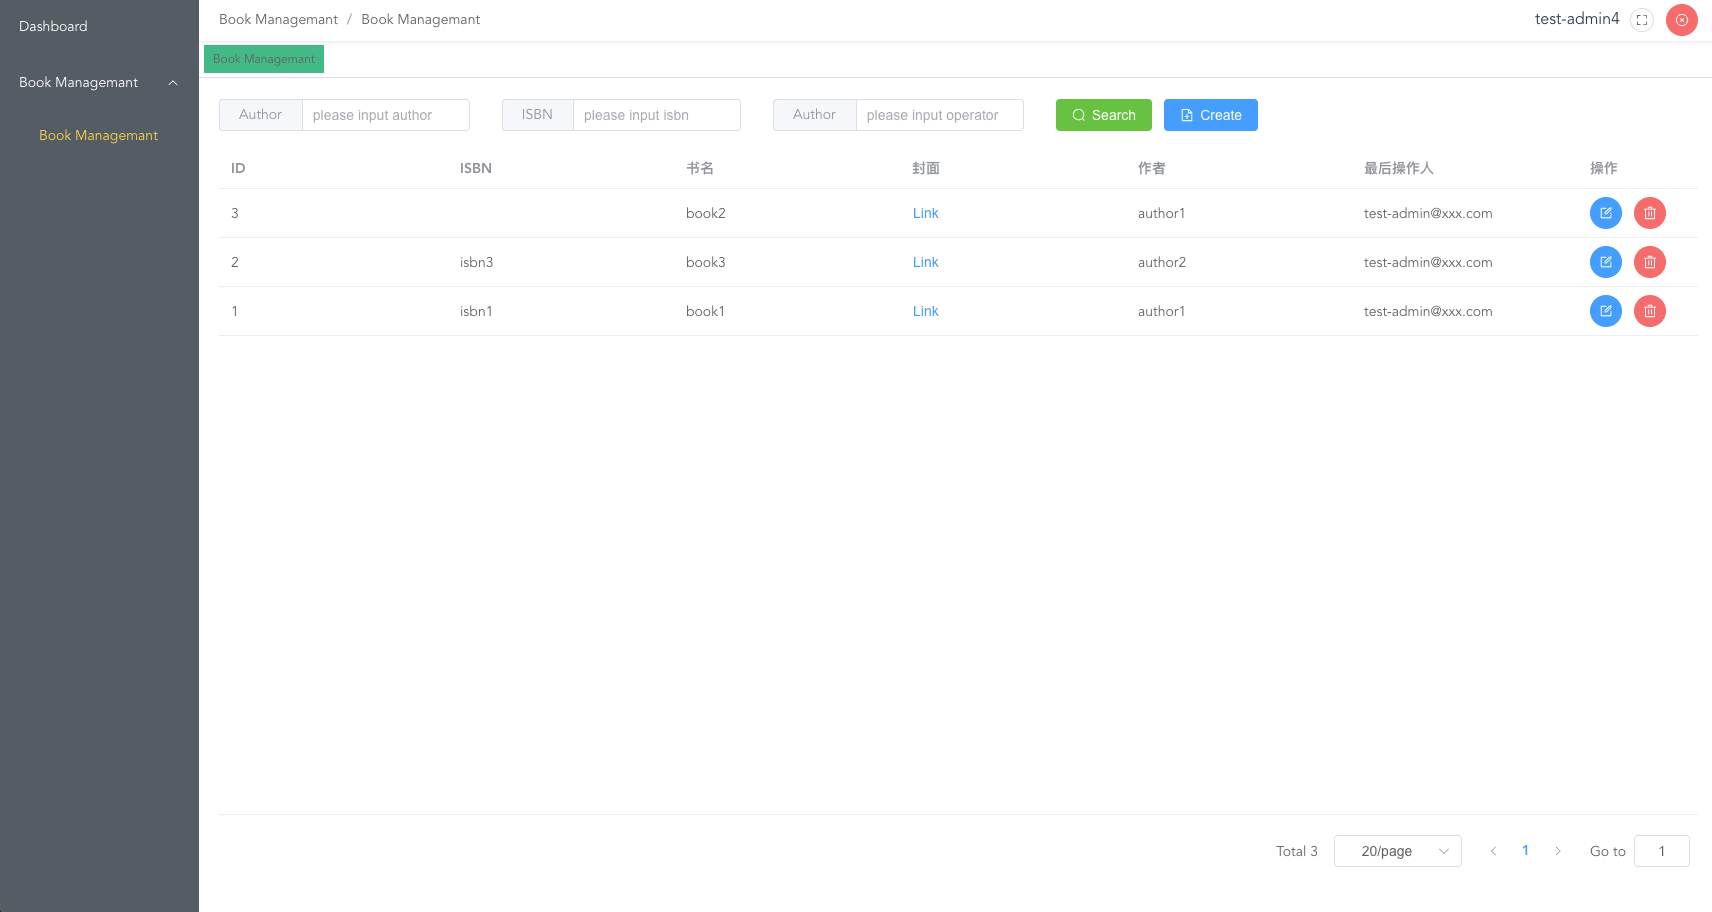 Dashboard
Book Managemant
Book Managemant
Book Managemant / Book Managemant
test-admin4
Book Managemant
Author please input author ISBN please input isbn Author please input operator Search Create
ID ISBN 书名 封面 作者 最后操作人 操作
3 book2 Link author1 test-admin@xxx.com
2 isbn3 book3 Link author2 test-admin@xxx.com
1 isbn1 book1 Link author1 test-admin@xxx.com
Total 3 20/page 1 Go to 1